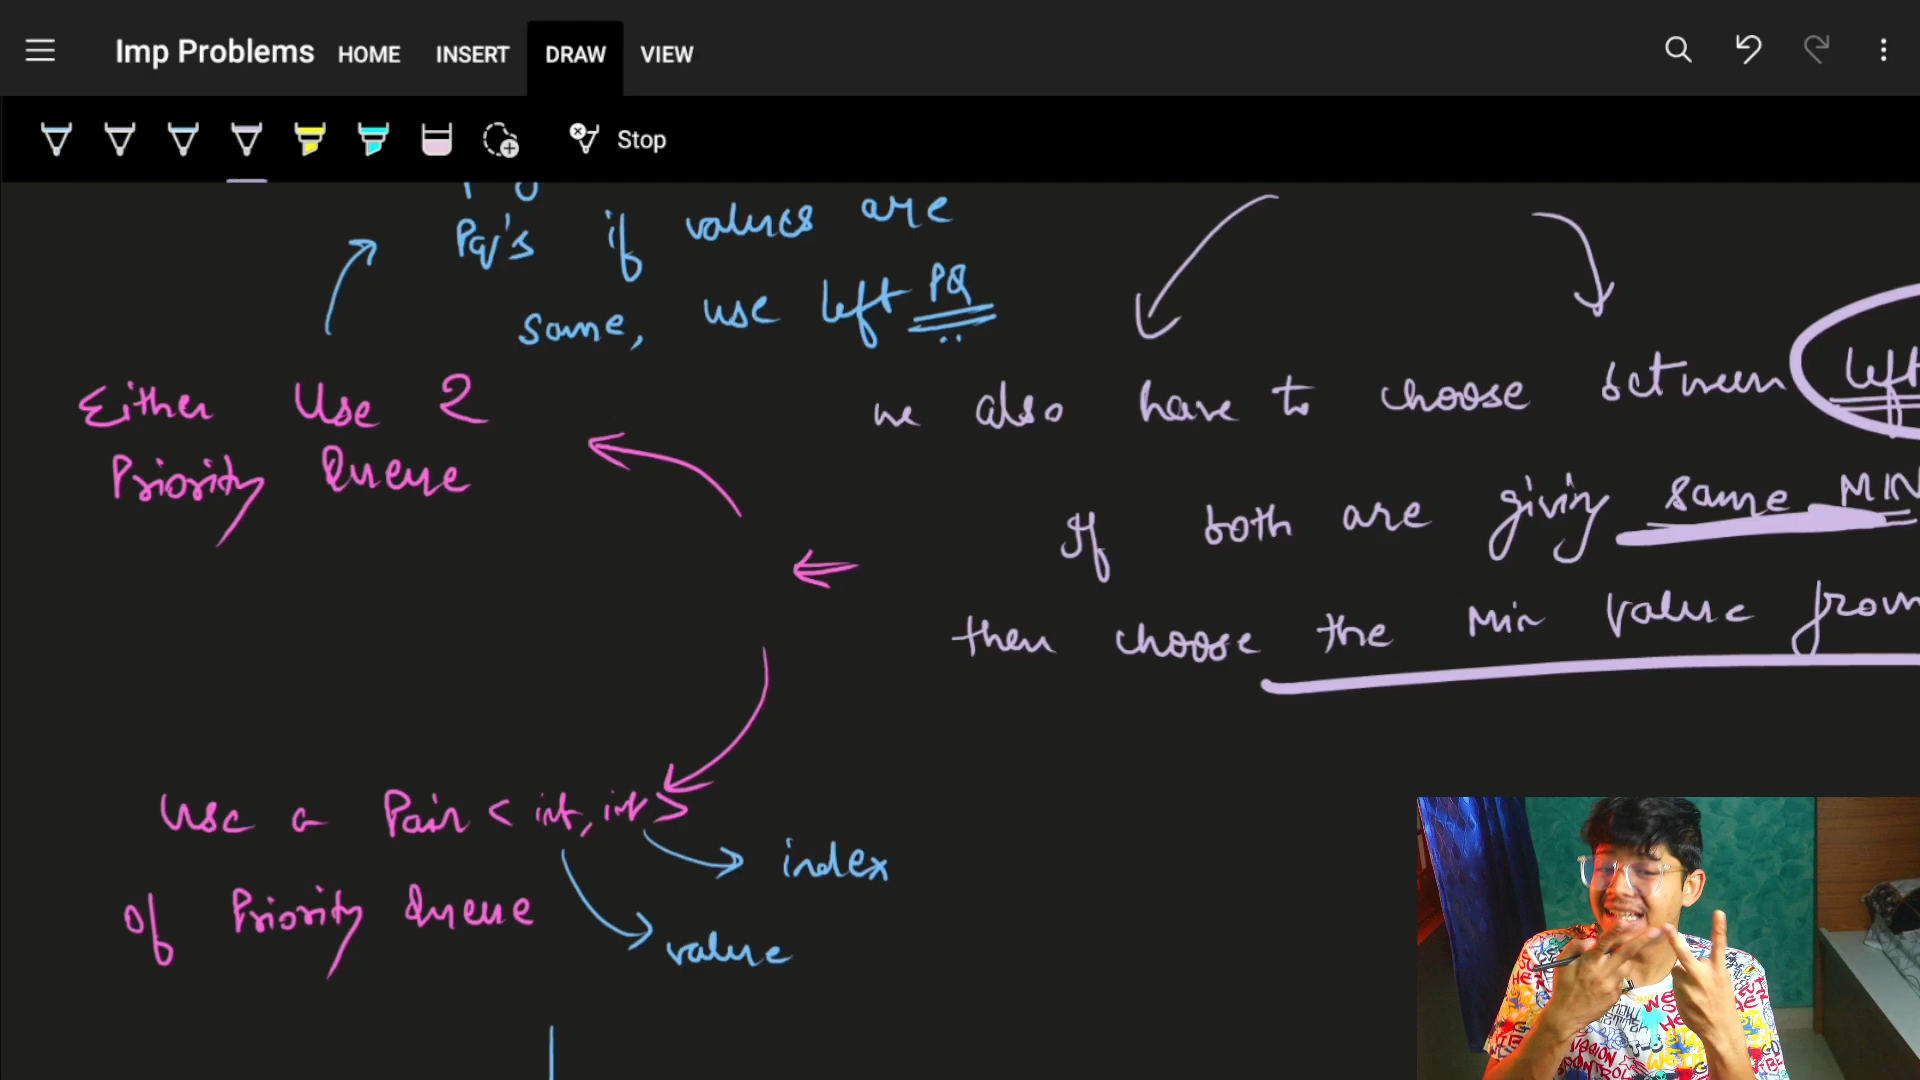 Imp Problems HOME INSERT DRAW VIEW
Stop
PQ's if values are
same, use left PQ
Either Use 2
Priority Queue
we also have to choose between left
If both are giving same MIN
then choose the Min value from
Use a Pair < int, int >
of Priority Queue
index
value